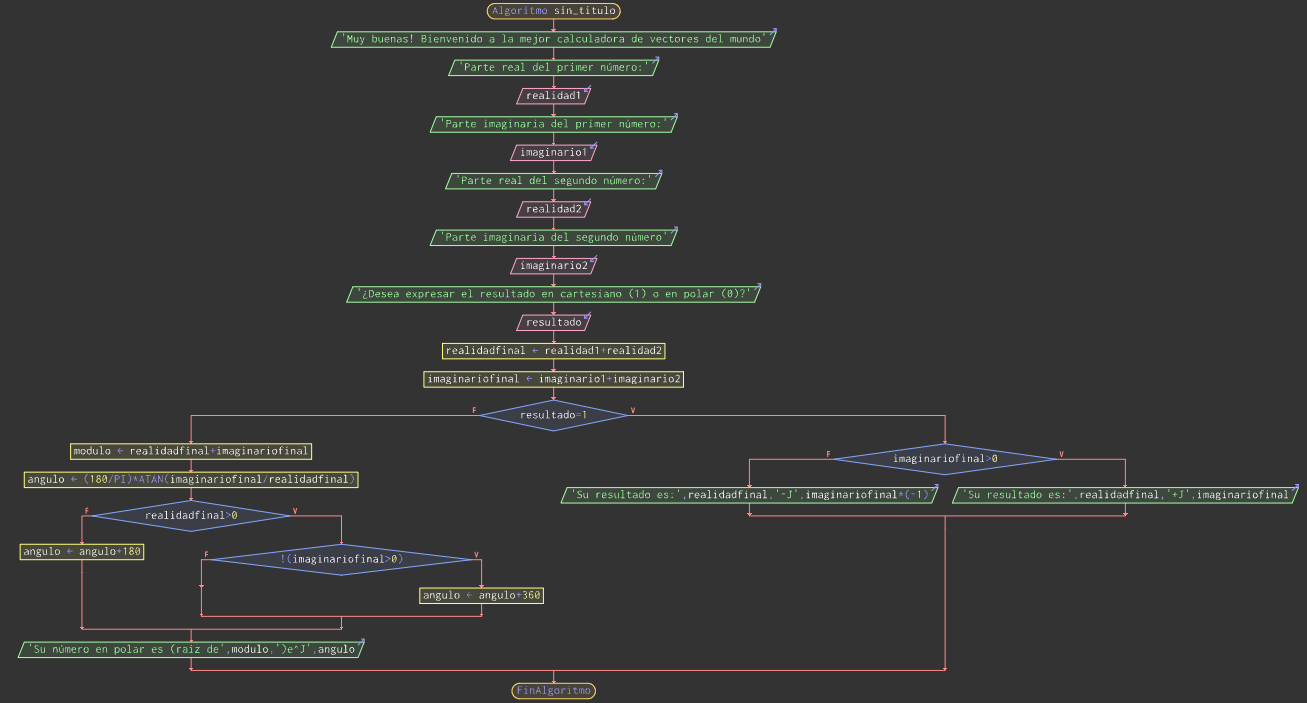 Algoritmo sin_titulo
'Muy buenas! Bienvenido a la mejor calculadora de vectores del mundo'
'Parte real del primer número:'
realidad1
'Parte imaginaria del primer número:'
imaginario1
'Parte real del segundo número:'
realidad2
'Parte imaginaria del segundo número'
imaginario2
'¿Desea expresar el resultado en cartesiano (1) o en polar (0)?'
resultado
realidadfinal ← realidad1+realidad2
imaginariofinal ← imaginario1+imaginario2
F
resultado=1
V
modulo ← realidadfinal+imaginariofinal
angulo ← (180/PI)*ATAN(imaginariofinal/realidadfinal)
F
realidadfinal>0
V
angulo ← angulo+180
F
!(imaginariofinal>0)
V
angulo ← angulo+360
'Su número en polar es (raíz de',modulo,')e^J',angulo
F
imaginariofinal>0
V
'Su resultado es:',realidadfinal,'-J',imaginariofinal*(-1)
'Su resultado es:',realidadfinal,'+J',imaginariofinal
FinAlgoritmo